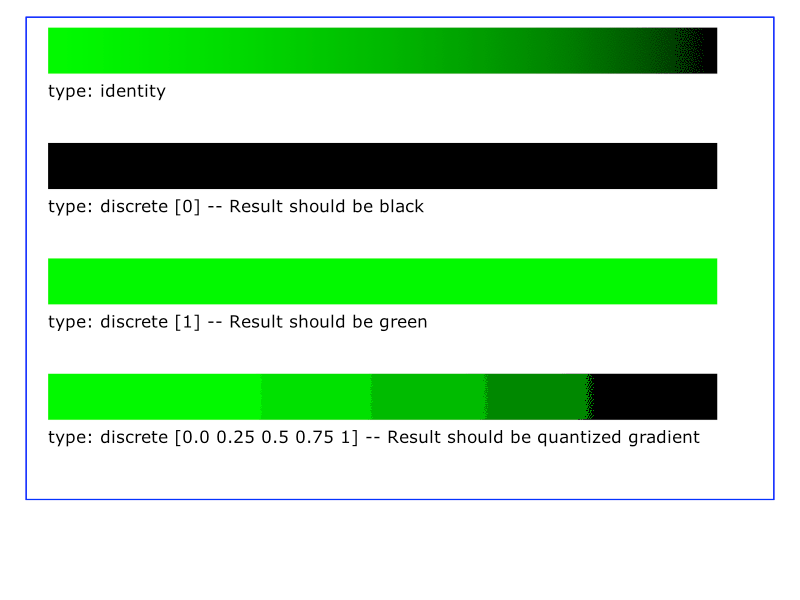 type: identity
type: discrete [0] -- Result should be black
type: discrete [1] -- Result should be green
type: discrete [0.0 0.25 0.5 0.75 1] -- Result should be quantized gradient